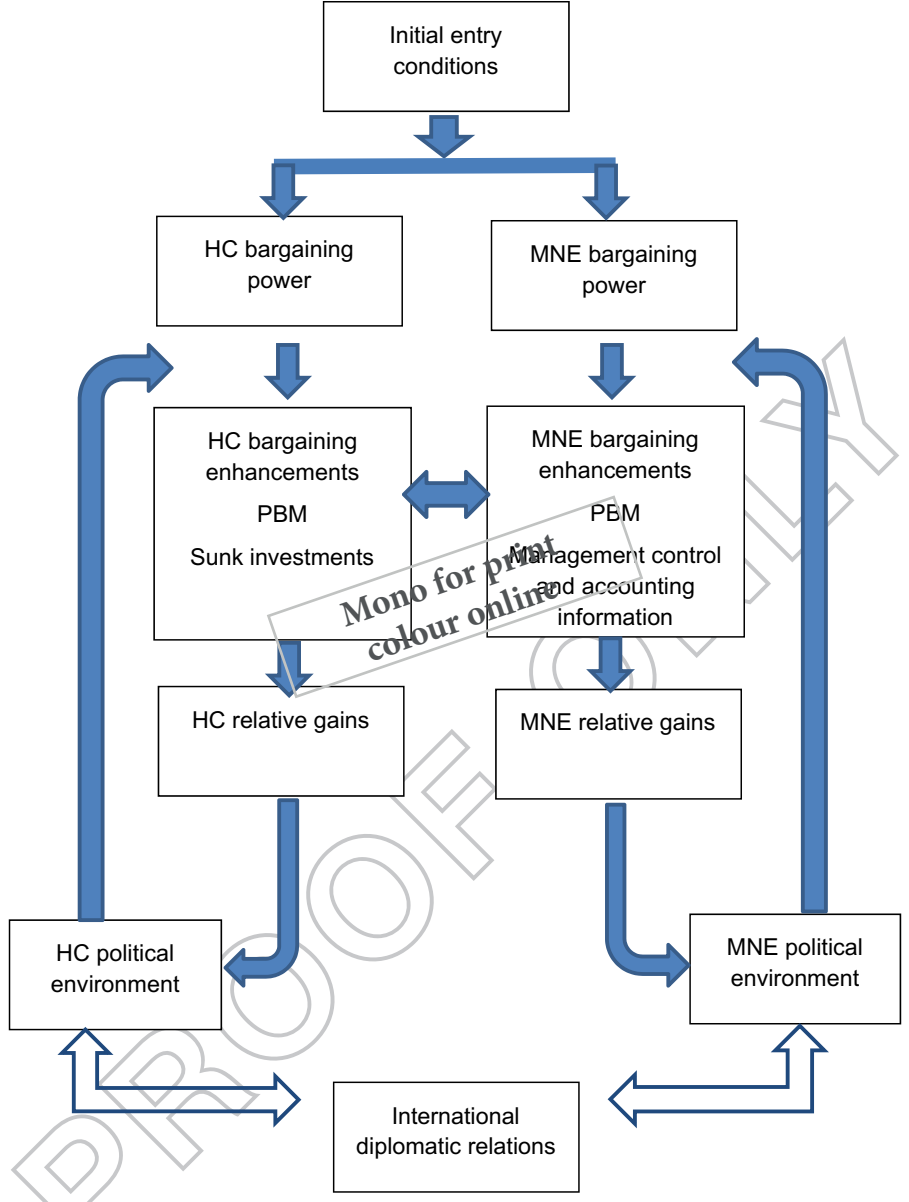 Initial entry
conditions
HC bargaining
power
MNE bargaining
power
HC bargaining
enhancements
PBM
Sunk investments
MNE bargaining
enhancements
PBM
Management control
and accounting
information
Mono for print
colour online
HC relative gains
MNE relative gains
HC political
environment
MNE political
environment
International
diplomatic relations
PROOF ONLY